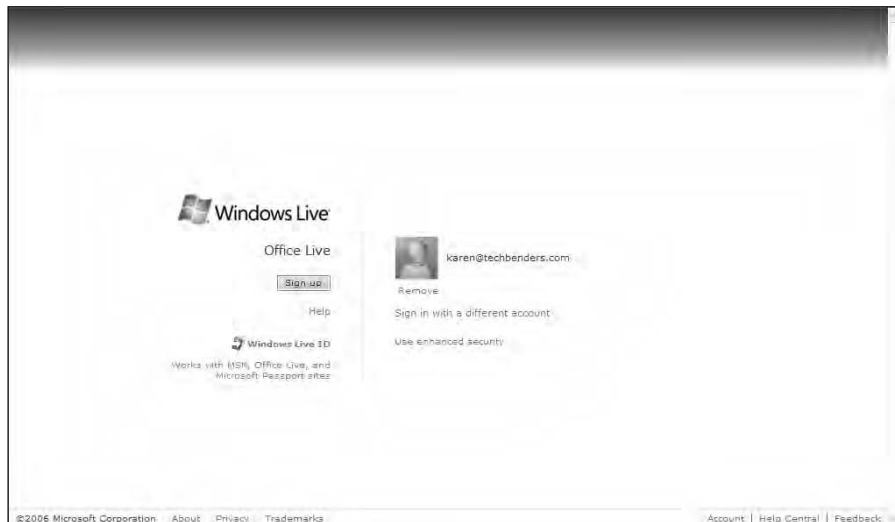 Windows Live
Office Live
Sign up
Help
Windows Live ID
Works with MSN, Office Live, and
Microsoft Passport sites
karen@techbenders.com
Remove
Sign in with a different account
Use enhanced security
©2006 Microsoft Corporation About Privacy Trademarks
Account | Help Central | Feedback